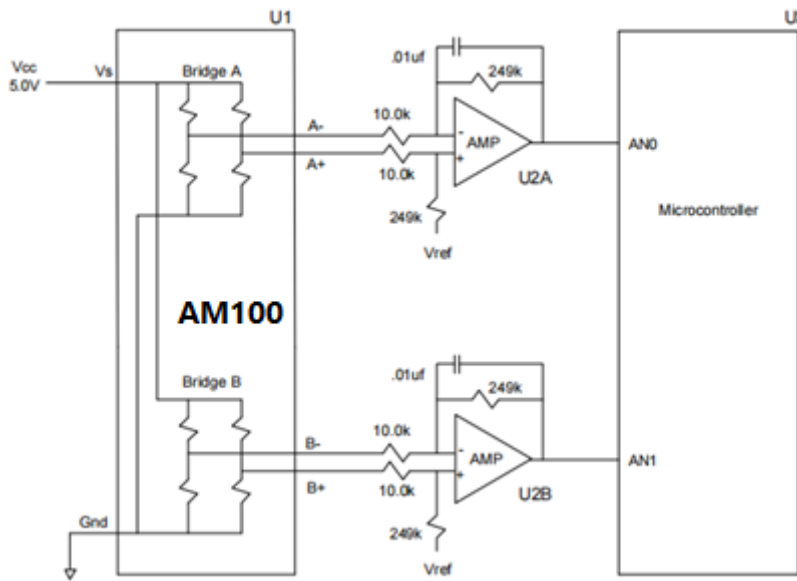 U1
Vcc
5.0V
Vs
Bridge A
A-
A+
10.0k
10.0k
.01uf
249k
-
+
AMP
U2A
249k
Vref
AN0
Microcontroller
AM100
Bridge B
B-
B+
10.0k
10.0k
.01uf
249k
-
+
AMP
U2B
249k
Vref
AN1
Gnd